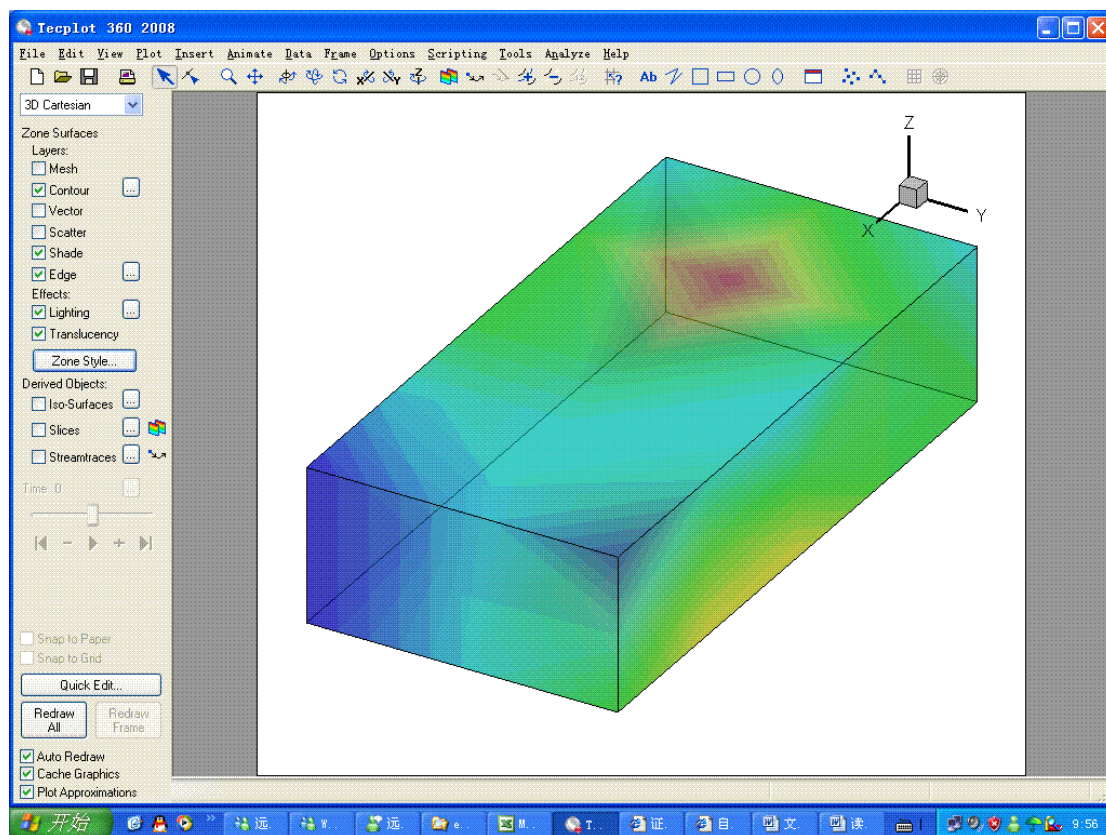 Tecplot 360 2008
File Edit View Plot Insert Animate Data Frame Options Scripting Tools Analyze Help
Ab
3D Cartesian
Zone Surfaces
Layers:
Mesh
Contour ...
Vector
Scatter
Shade
Edge ...
Effects:
Lighting ...
Translucency
Zone Style...
Derived Objects:
Iso-Surfaces ...
Slices ...
Streamtraces ...
Time 0 ...
Snap to Paper
Snap to Grid
Quick Edit...
Redraw All
Redraw Frame
Auto Redraw
Cache Graphics
Plot Approximations
Z
Y
X
开始 远. W. 远. e. M.. T. 证. 自 文. 读. 9:56